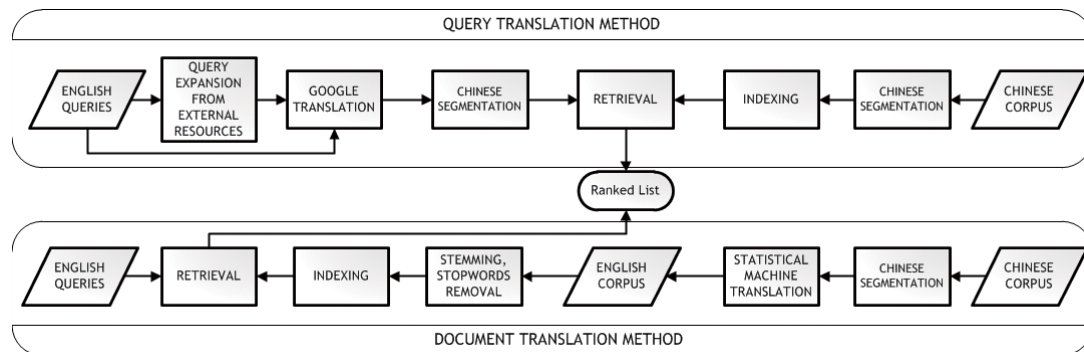 QUERY TRANSLATION METHOD
ENGLISH
QUERIES
QUERY
EXPANSION
FROM
EXTERNAL
RESOURCES
GOOGLE
TRANSLATION
CHINESE
SEGMENTATION
RETRIEVAL
INDEXING
CHINESE
SEGMENTATION
CHINESE
CORPUS
Ranked List
ENGLISH
QUERIES
RETRIEVAL
INDEXING
STEMMING,
STOPWORDS
REMOVAL
ENGLISH
CORPUS
STATISTICAL
MACHINE
TRANSLATION
CHINESE
SEGMENTATION
CHINESE
CORPUS
DOCUMENT TRANSLATION METHOD